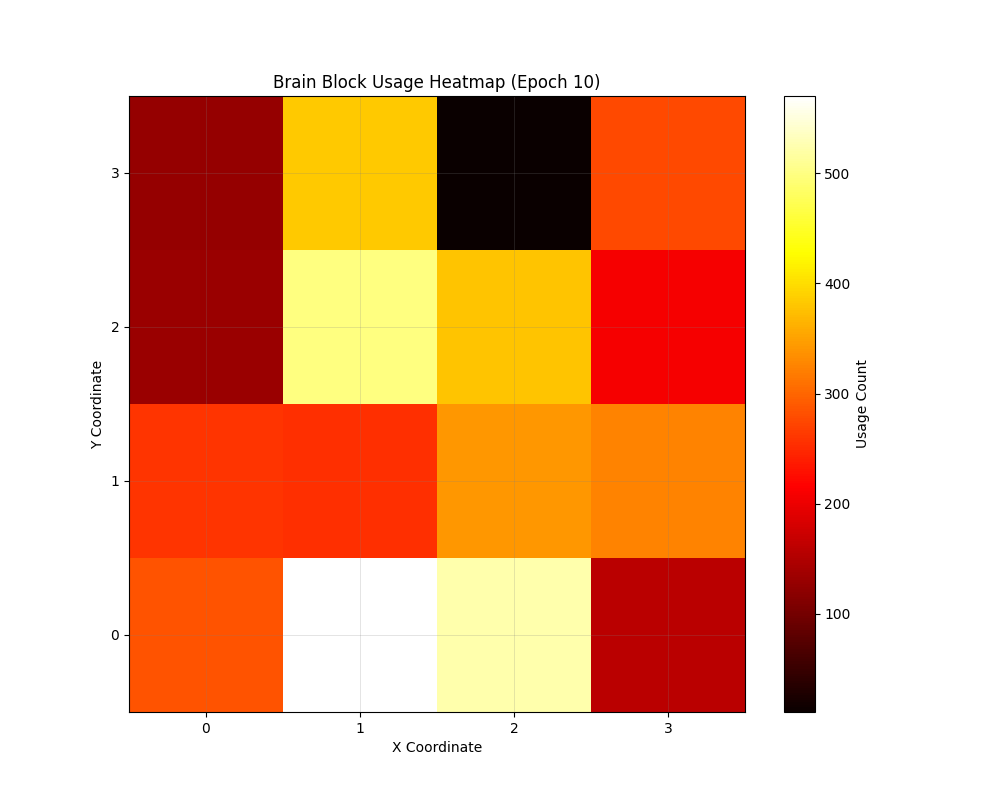 Brain Block Usage Heatmap (Epoch 10)
3
2
1
0
Y Coordinate
0 1 2 3
X Coordinate
500
400
300
200
100
Usage Count